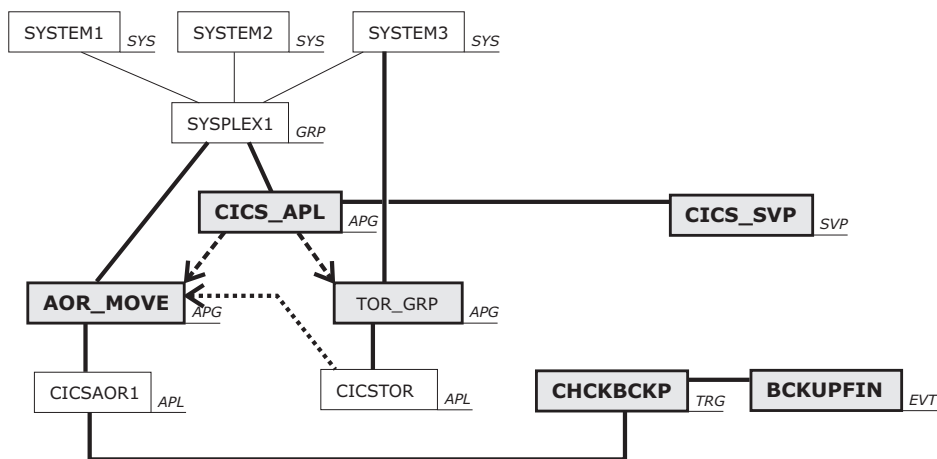 SYSTEM1 SYS SYSTEM2 SYS SYSTEM3 SYS
SYSPLEX1 GRP
CICS_APL APG CICS_SVP SVP
AOR_MOVE APG TOR_GRP APG
CICSAOR1 APL CICSTOR APL CHCKBCKP TRG BCKUPFIN EVT